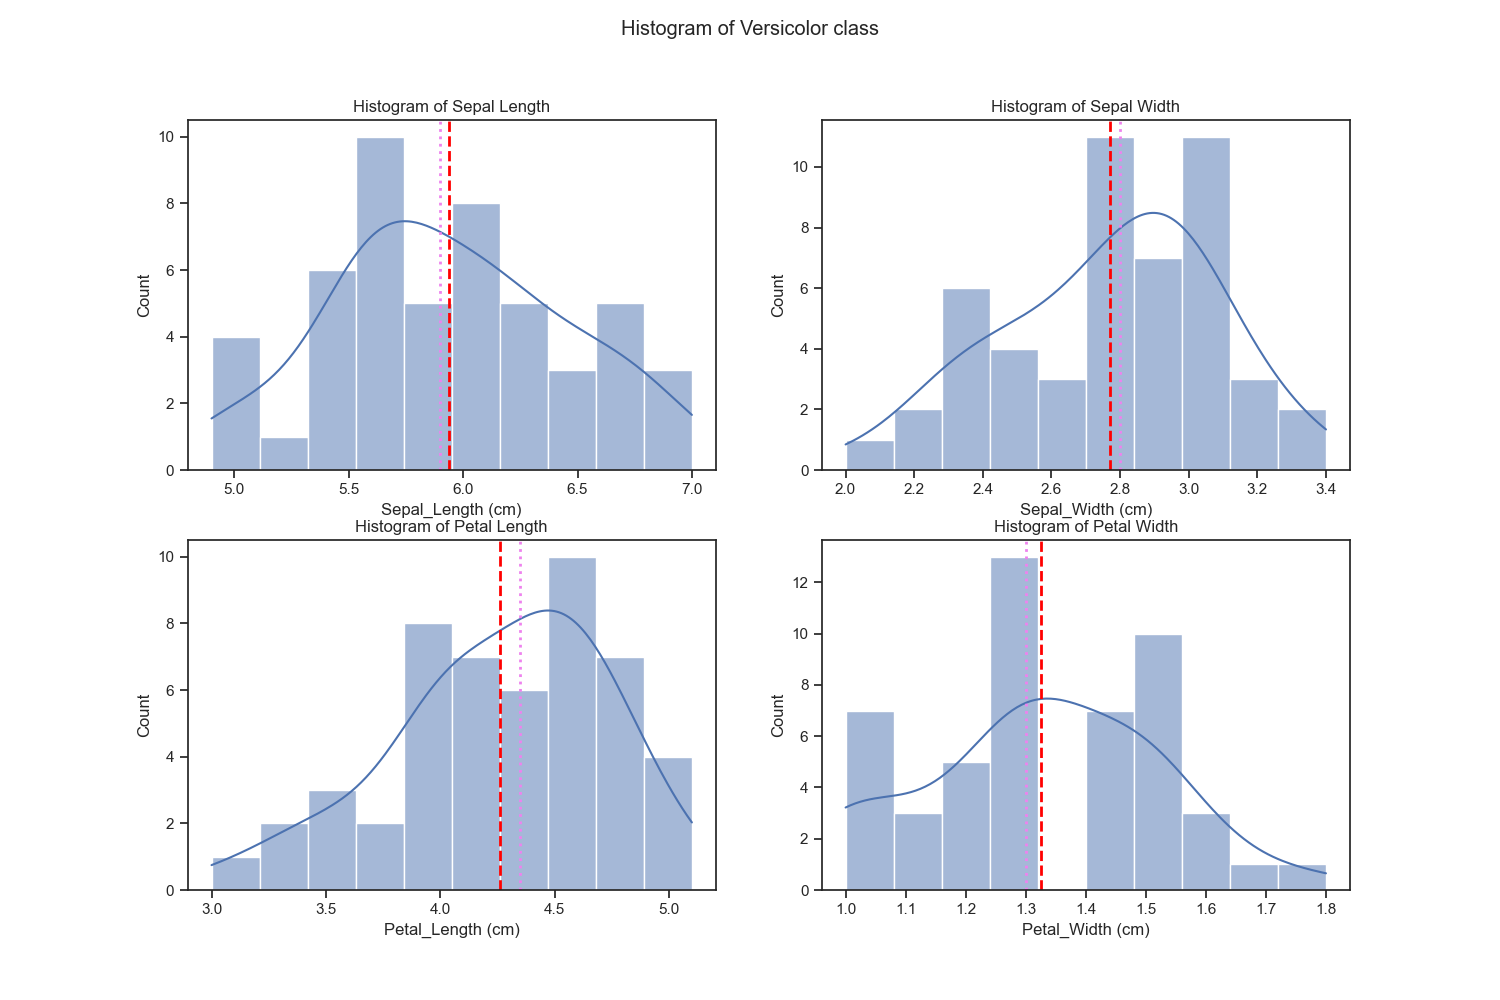 Histogram of Versicolor class
Histogram of Sepal Length
10
8
6
4
2
0
Count
5.0 5.5 6.0 6.5 7.0
Sepal_Length (cm)
Histogram of Sepal Width
10
8
6
4
2
0
Count
2.0 2.2 2.4 2.6 2.8 3.0 3.2 3.4
Sepal_Width (cm)
Histogram of Petal Length
10
8
6
4
2
0
Count
3.0 3.5 4.0 4.5 5.0
Petal_Length (cm)
Histogram of Petal Width
12
10
8
6
4
2
0
Count
1.0 1.1 1.2 1.3 1.4 1.5 1.6 1.7 1.8
Petal_Width (cm)